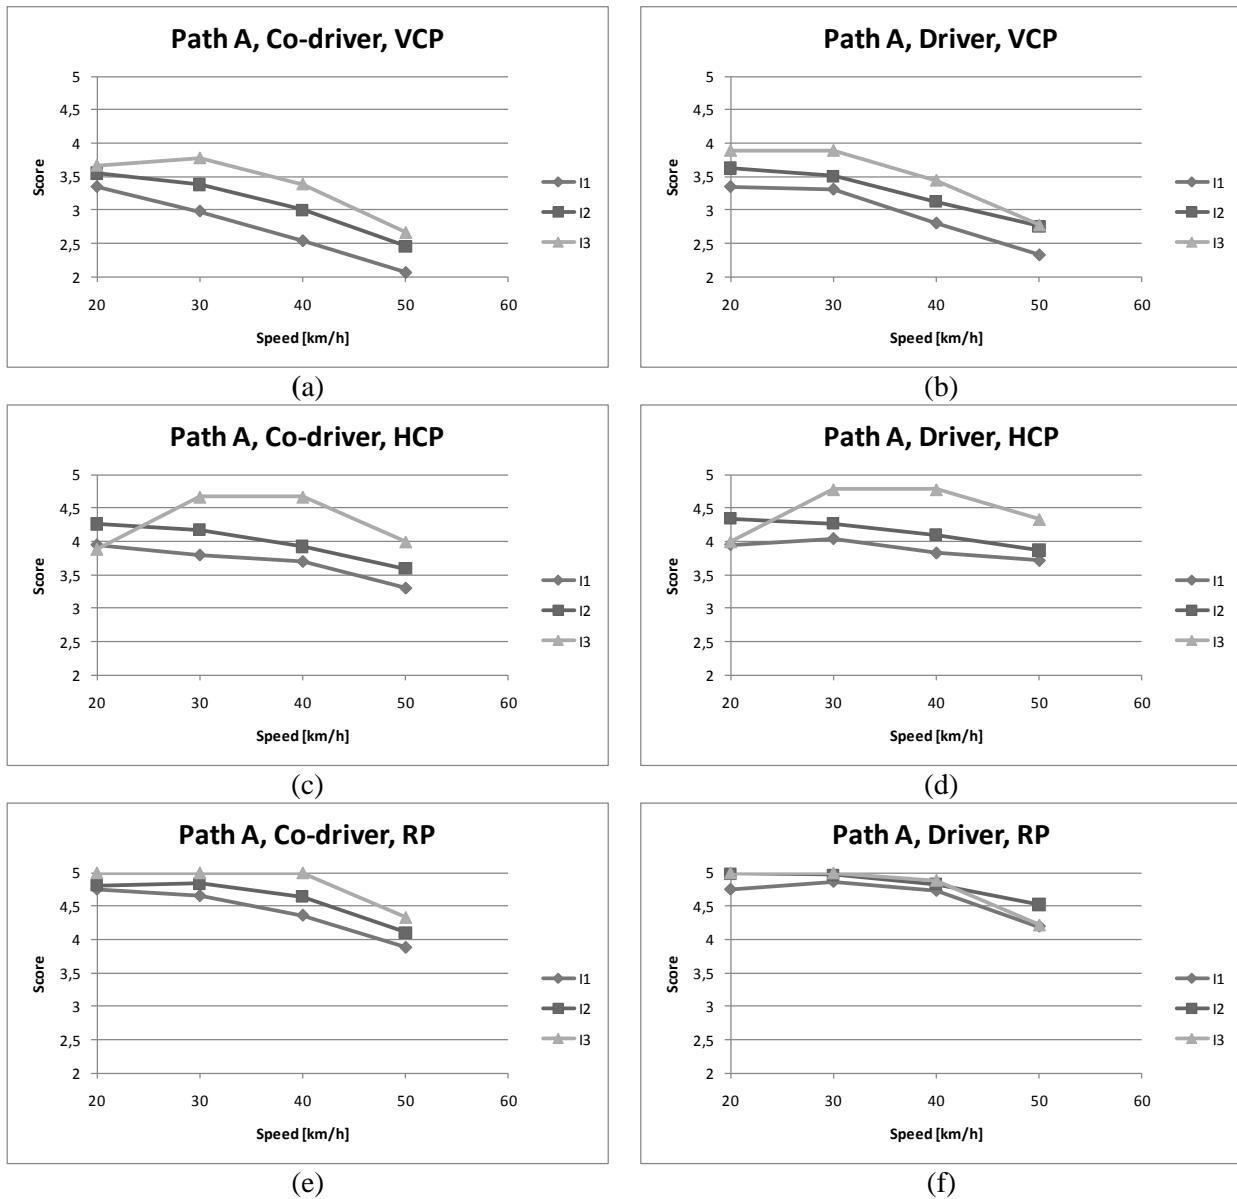 Path A, Co-driver, VCP
5
4,5
4
3,5
3
2,5
2
Score
20 30 40 50 60
Speed [km/h]
I1
I2
I3
(a)
Path A, Driver, VCP
5
4,5
4
3,5
3
2,5
2
Score
20 30 40 50 60
Speed [km/h]
I1
I2
I3
(b)
Path A, Co-driver, HCP
5
4,5
4
3,5
3
2,5
2
Score
20 30 40 50 60
Speed [km/h]
I1
I2
I3
(c)
Path A, Driver, HCP
5
4,5
4
3,5
3
2,5
2
Score
20 30 40 50 60
Speed [km/h]
I1
I2
I3
(d)
Path A, Co-driver, RP
5
4,5
4
3,5
3
2,5
2
Score
20 30 40 50 60
Speed [km/h]
I1
I2
I3
(e)
Path A, Driver, RP
5
4,5
4
3,5
3
2,5
2
Score
20 30 40 50 60
Speed [km/h]
I1
I2
I3
(f)